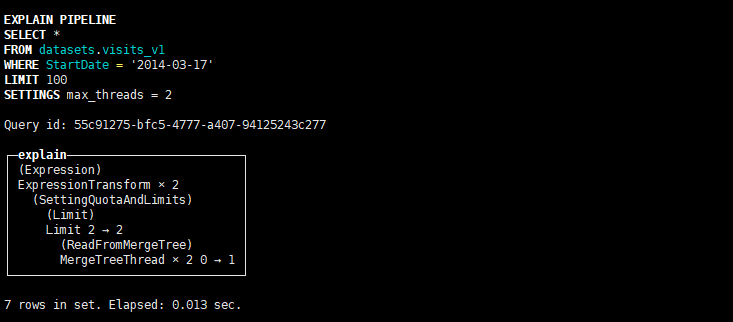 EXPLAIN PIPELINE
SELECT *
FROM datasets.visits_v1
WHERE StartDate = '2014-03-17'
LIMIT 100
SETTINGS max_threads = 2
Query id: 55c91275-bfc5-4777-a407-94125243c277
explain
(Expression)
ExpressionTransform × 2
(SettingQuotaAndLimits)
(Limit)
Limit 2 → 2
(ReadFromMergeTree)
MergeTreeThread × 2 0 → 1
7 rows in set. Elapsed: 0.013 sec.